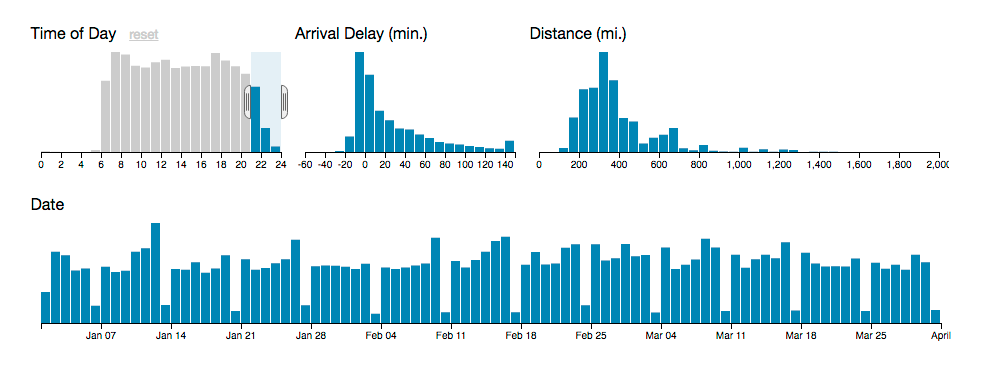 Time of Day reset Arrival Delay (min.) Distance (mi.)
0 2 4 6 8 10 12 14 16 18 20 22 24 -60 -40 -20 0 20 40 60 80 100 120 140 0 200 400 600 800 1,000 1,200 1,400 1,600 1,800 2,000
Date
Jan 07 Jan 14 Jan 21 Jan 28 Feb 04 Feb 11 Feb 18 Feb 25 Mar 04 Mar 11 Mar 18 Mar 25 April